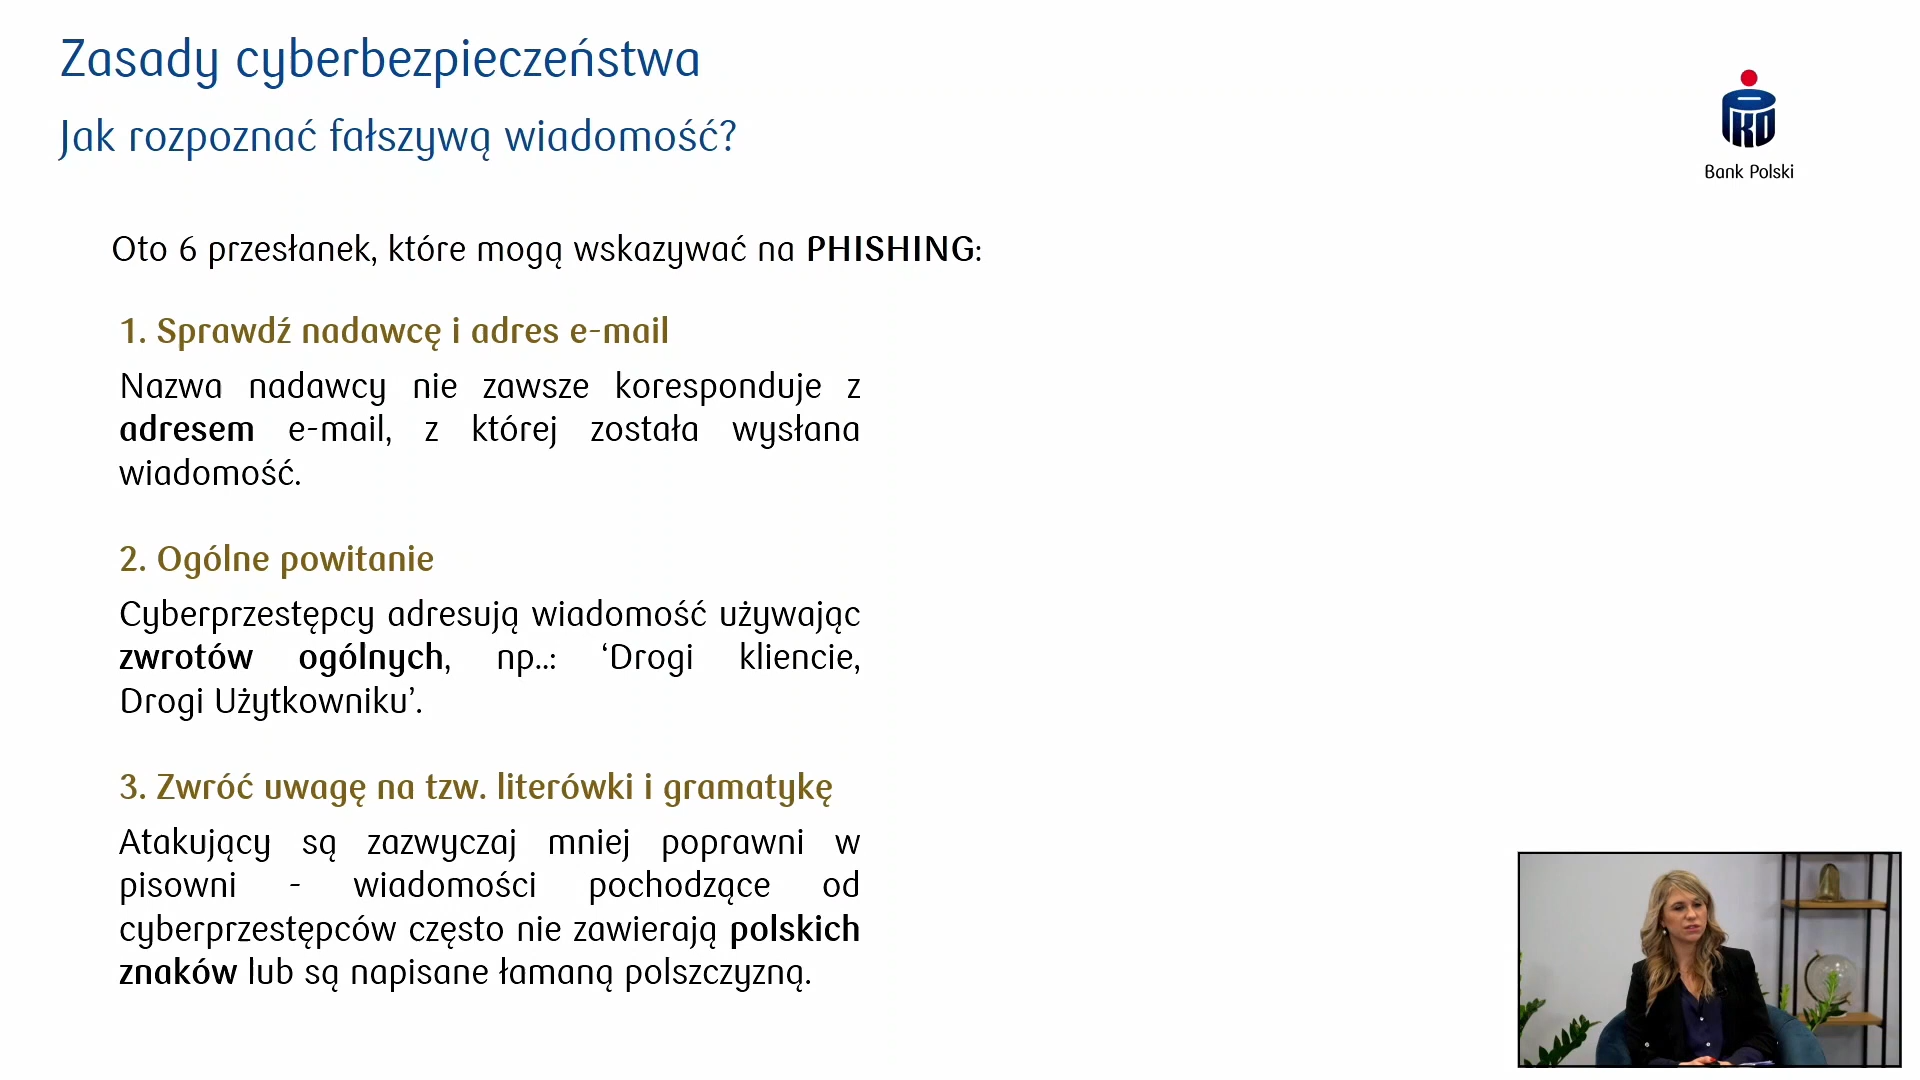 Zasady cyberbezpieczeństwa
Jak rozpoznać fałszywą wiadomość?
PKO
Bank Polski
Oto 6 przesłanek, które mogą wskazywać na PHISHING:
1. Sprawdź nadawcę i adres e-mail
Nazwa nadawcy nie zawsze koresponduje z
adresem e-mail, z której została wysłana
wiadomość.
2. Ogólne powitanie
Cyberprzestępcy adresują wiadomość używając
zwrotów ogólnych, np..: ‘Drogi kliencie,
Drogi Użytkowniku’.
3. Zwróć uwagę na tzw. literówki i gramatykę
Atakujący są zazwyczaj mniej poprawni w
pisowni - wiadomości pochodzące od
cyberprzestępców często nie zawierają polskich
znaków lub są napisane łamaną polszczyzną.